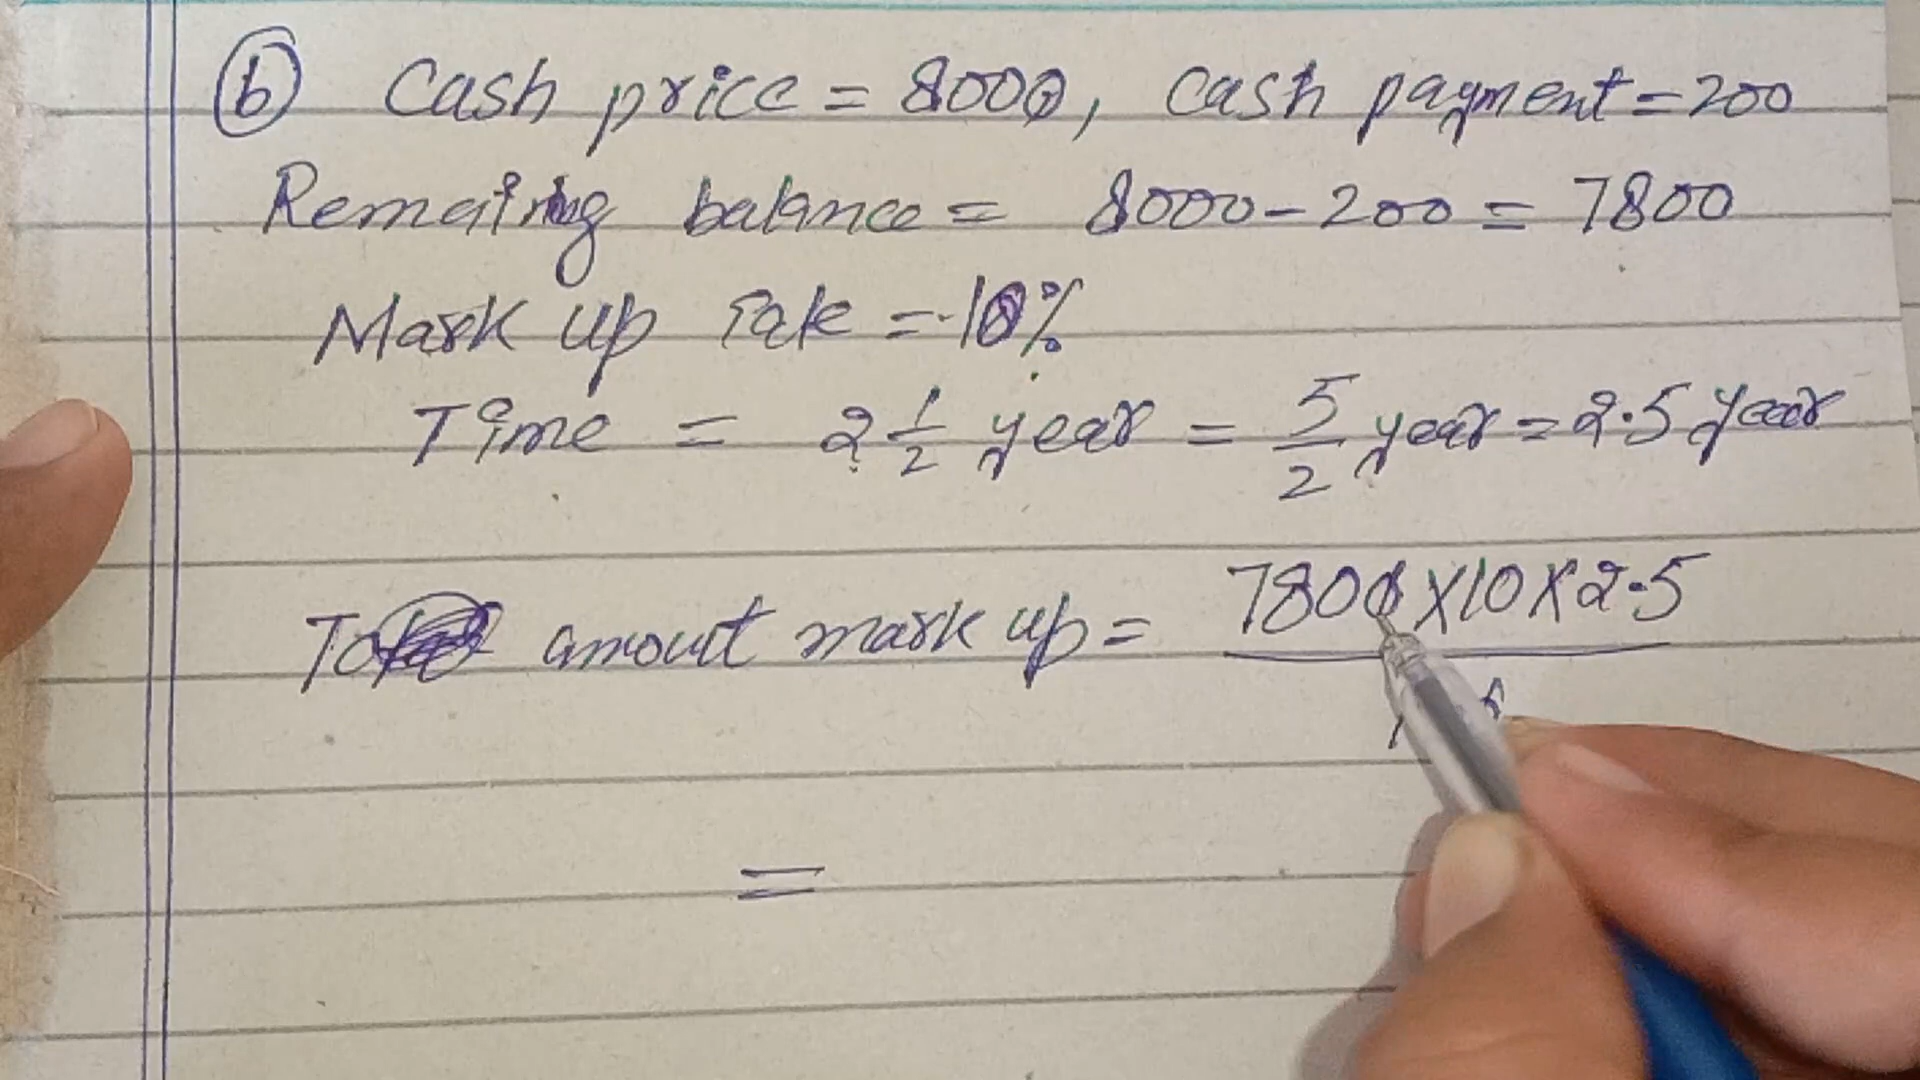 (b) Cash price = 8000, Cash payment = 200
Remaining balance = 8000 - 200 = 7800
Mark up rate = 10%
Time = 2 1/2 year = 5/2 year = 2.5 year
amout mark up = 7800 X 10 X 2.5
=